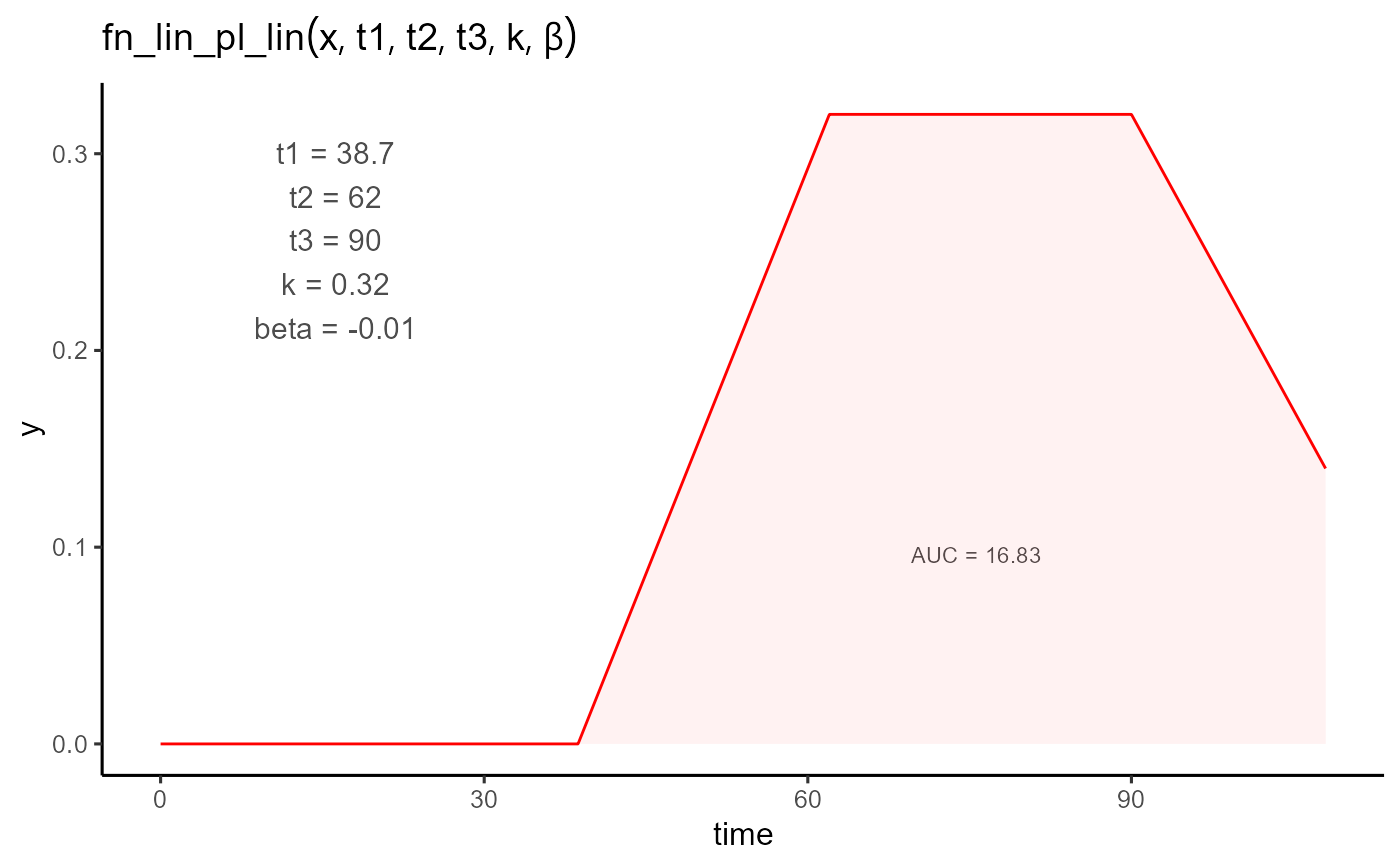 fn_lin_pl_lin(x, t1, t2, t3, k, β)
t1 = 38.7
t2 = 62
t3 = 90
k = 0.32
beta = -0.01
AUC = 16.83
0.3
0.2
0.1
0.0
y
0
30
60
90
time